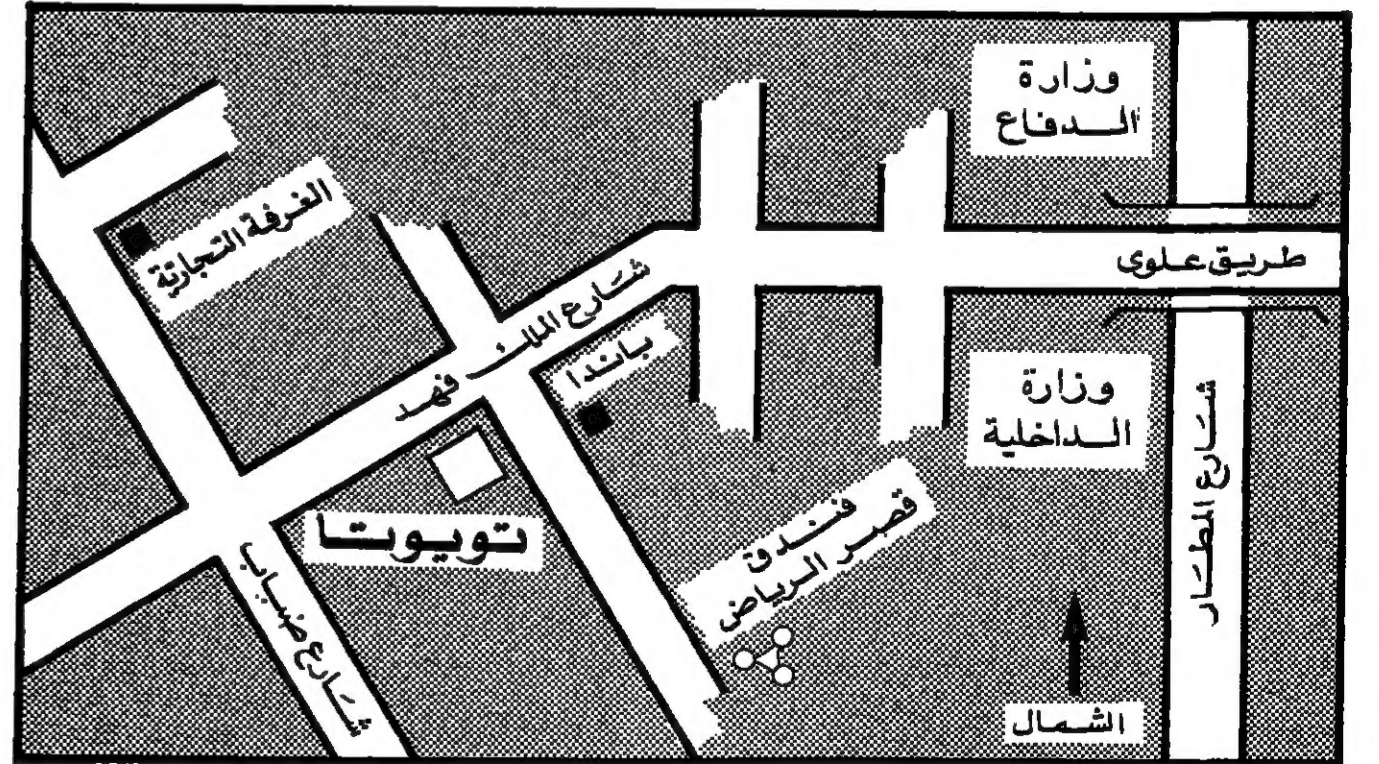 وزارة
الدفاع
الغرفة التجارية
طريق علوي
شارع الملك فهد
باندا
وزارة
الداخلية
شارع المطار
فندق
قصر الرياض
تويوتا
شارع ضباب
الشمال